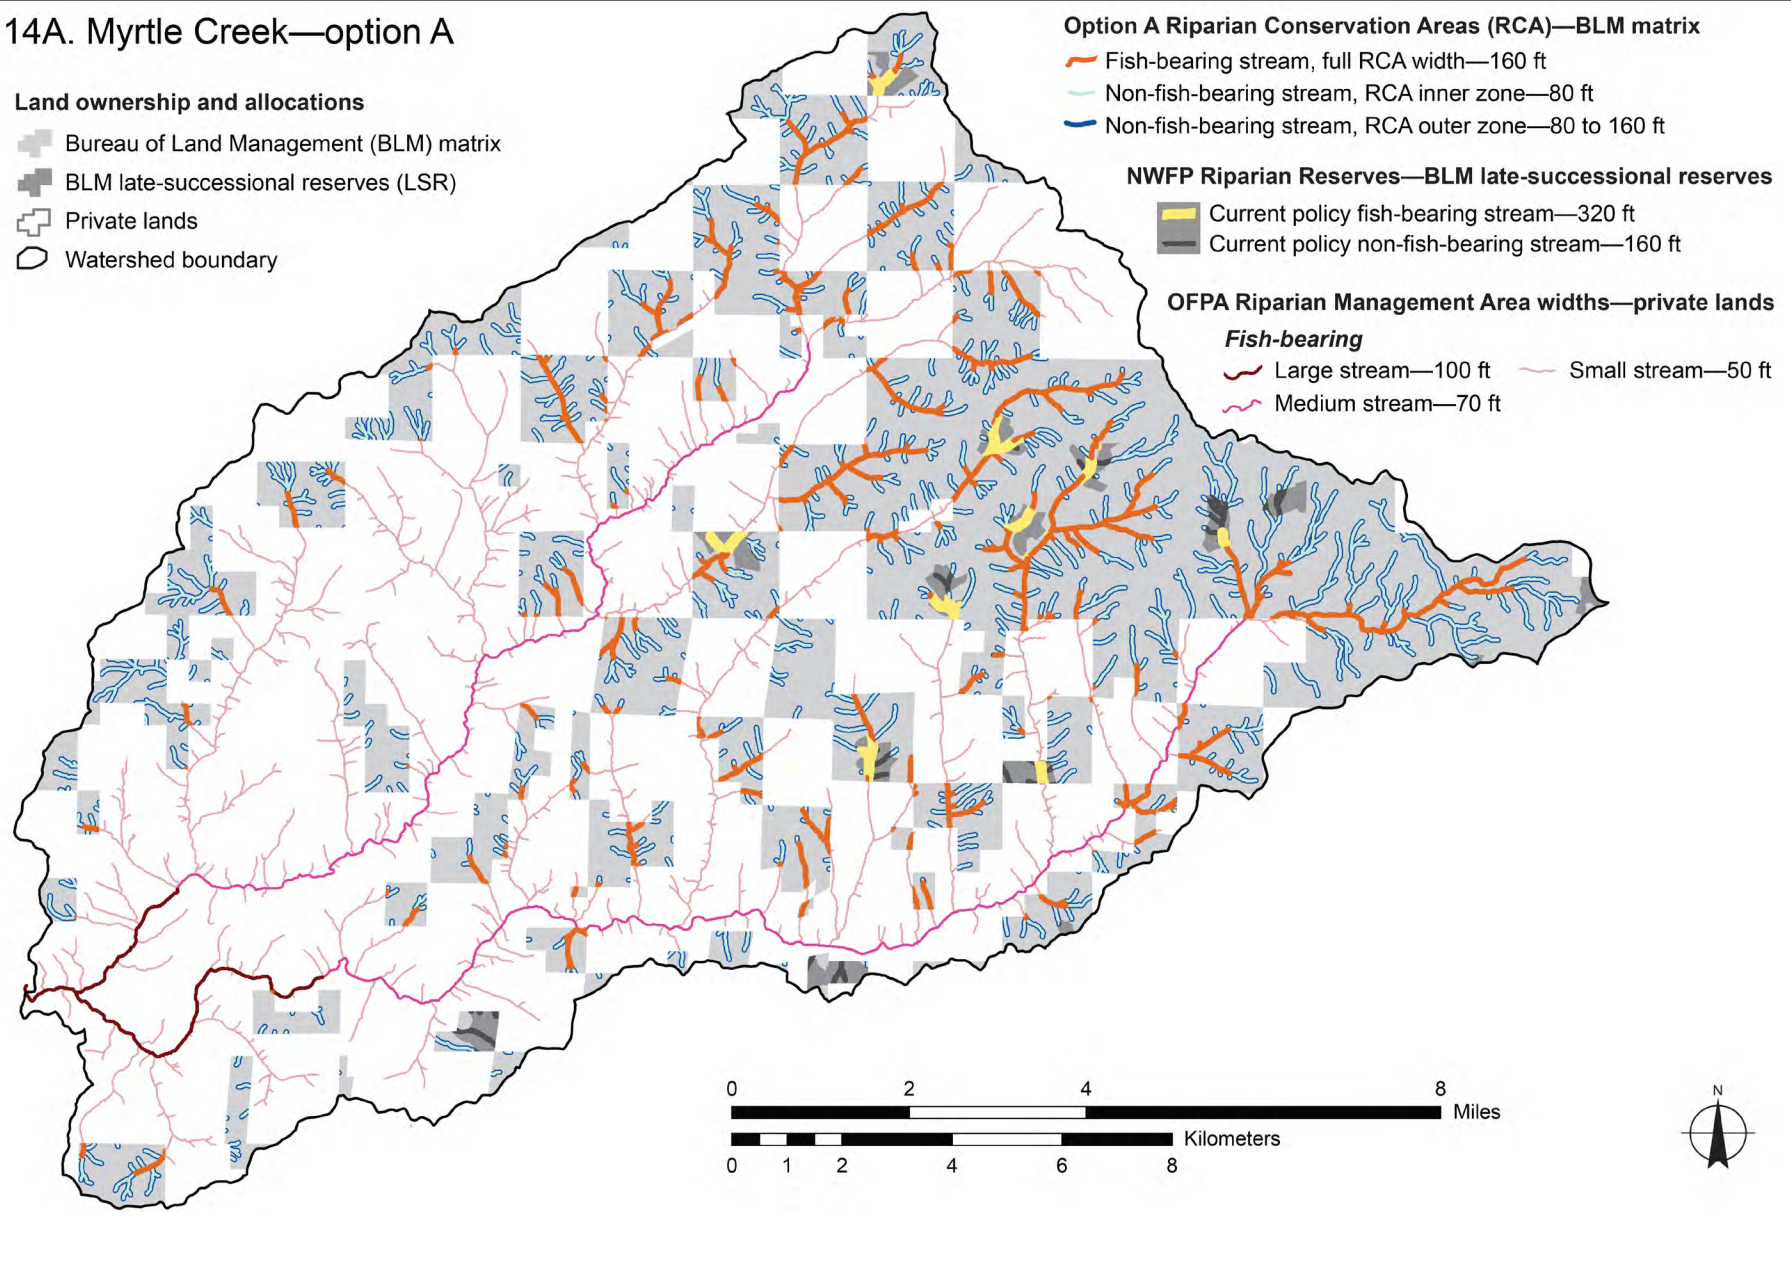 14A. Myrtle Creek—option A
Land ownership and allocations
Bureau of Land Management (BLM) matrix
BLM late-successional reserves (LSR)
Private lands
Watershed boundary
Option A Riparian Conservation Areas (RCA)—BLM matrix
Fish-bearing stream, full RCA width—160 ft
Non-fish-bearing stream, RCA inner zone—80 ft
Non-fish-bearing stream, RCA outer zone—80 to 160 ft
NWFP Riparian Reserves—BLM late-successional reserves
Current policy fish-bearing stream—320 ft
Current policy non-fish-bearing stream—160 ft
OFPA Riparian Management Area widths—private lands
Fish-bearing
Large stream—100 ft Small stream—50 ft
Medium stream—70 ft
0 2 4 8
Miles
Kilometers
0 1 2 4 6 8
N